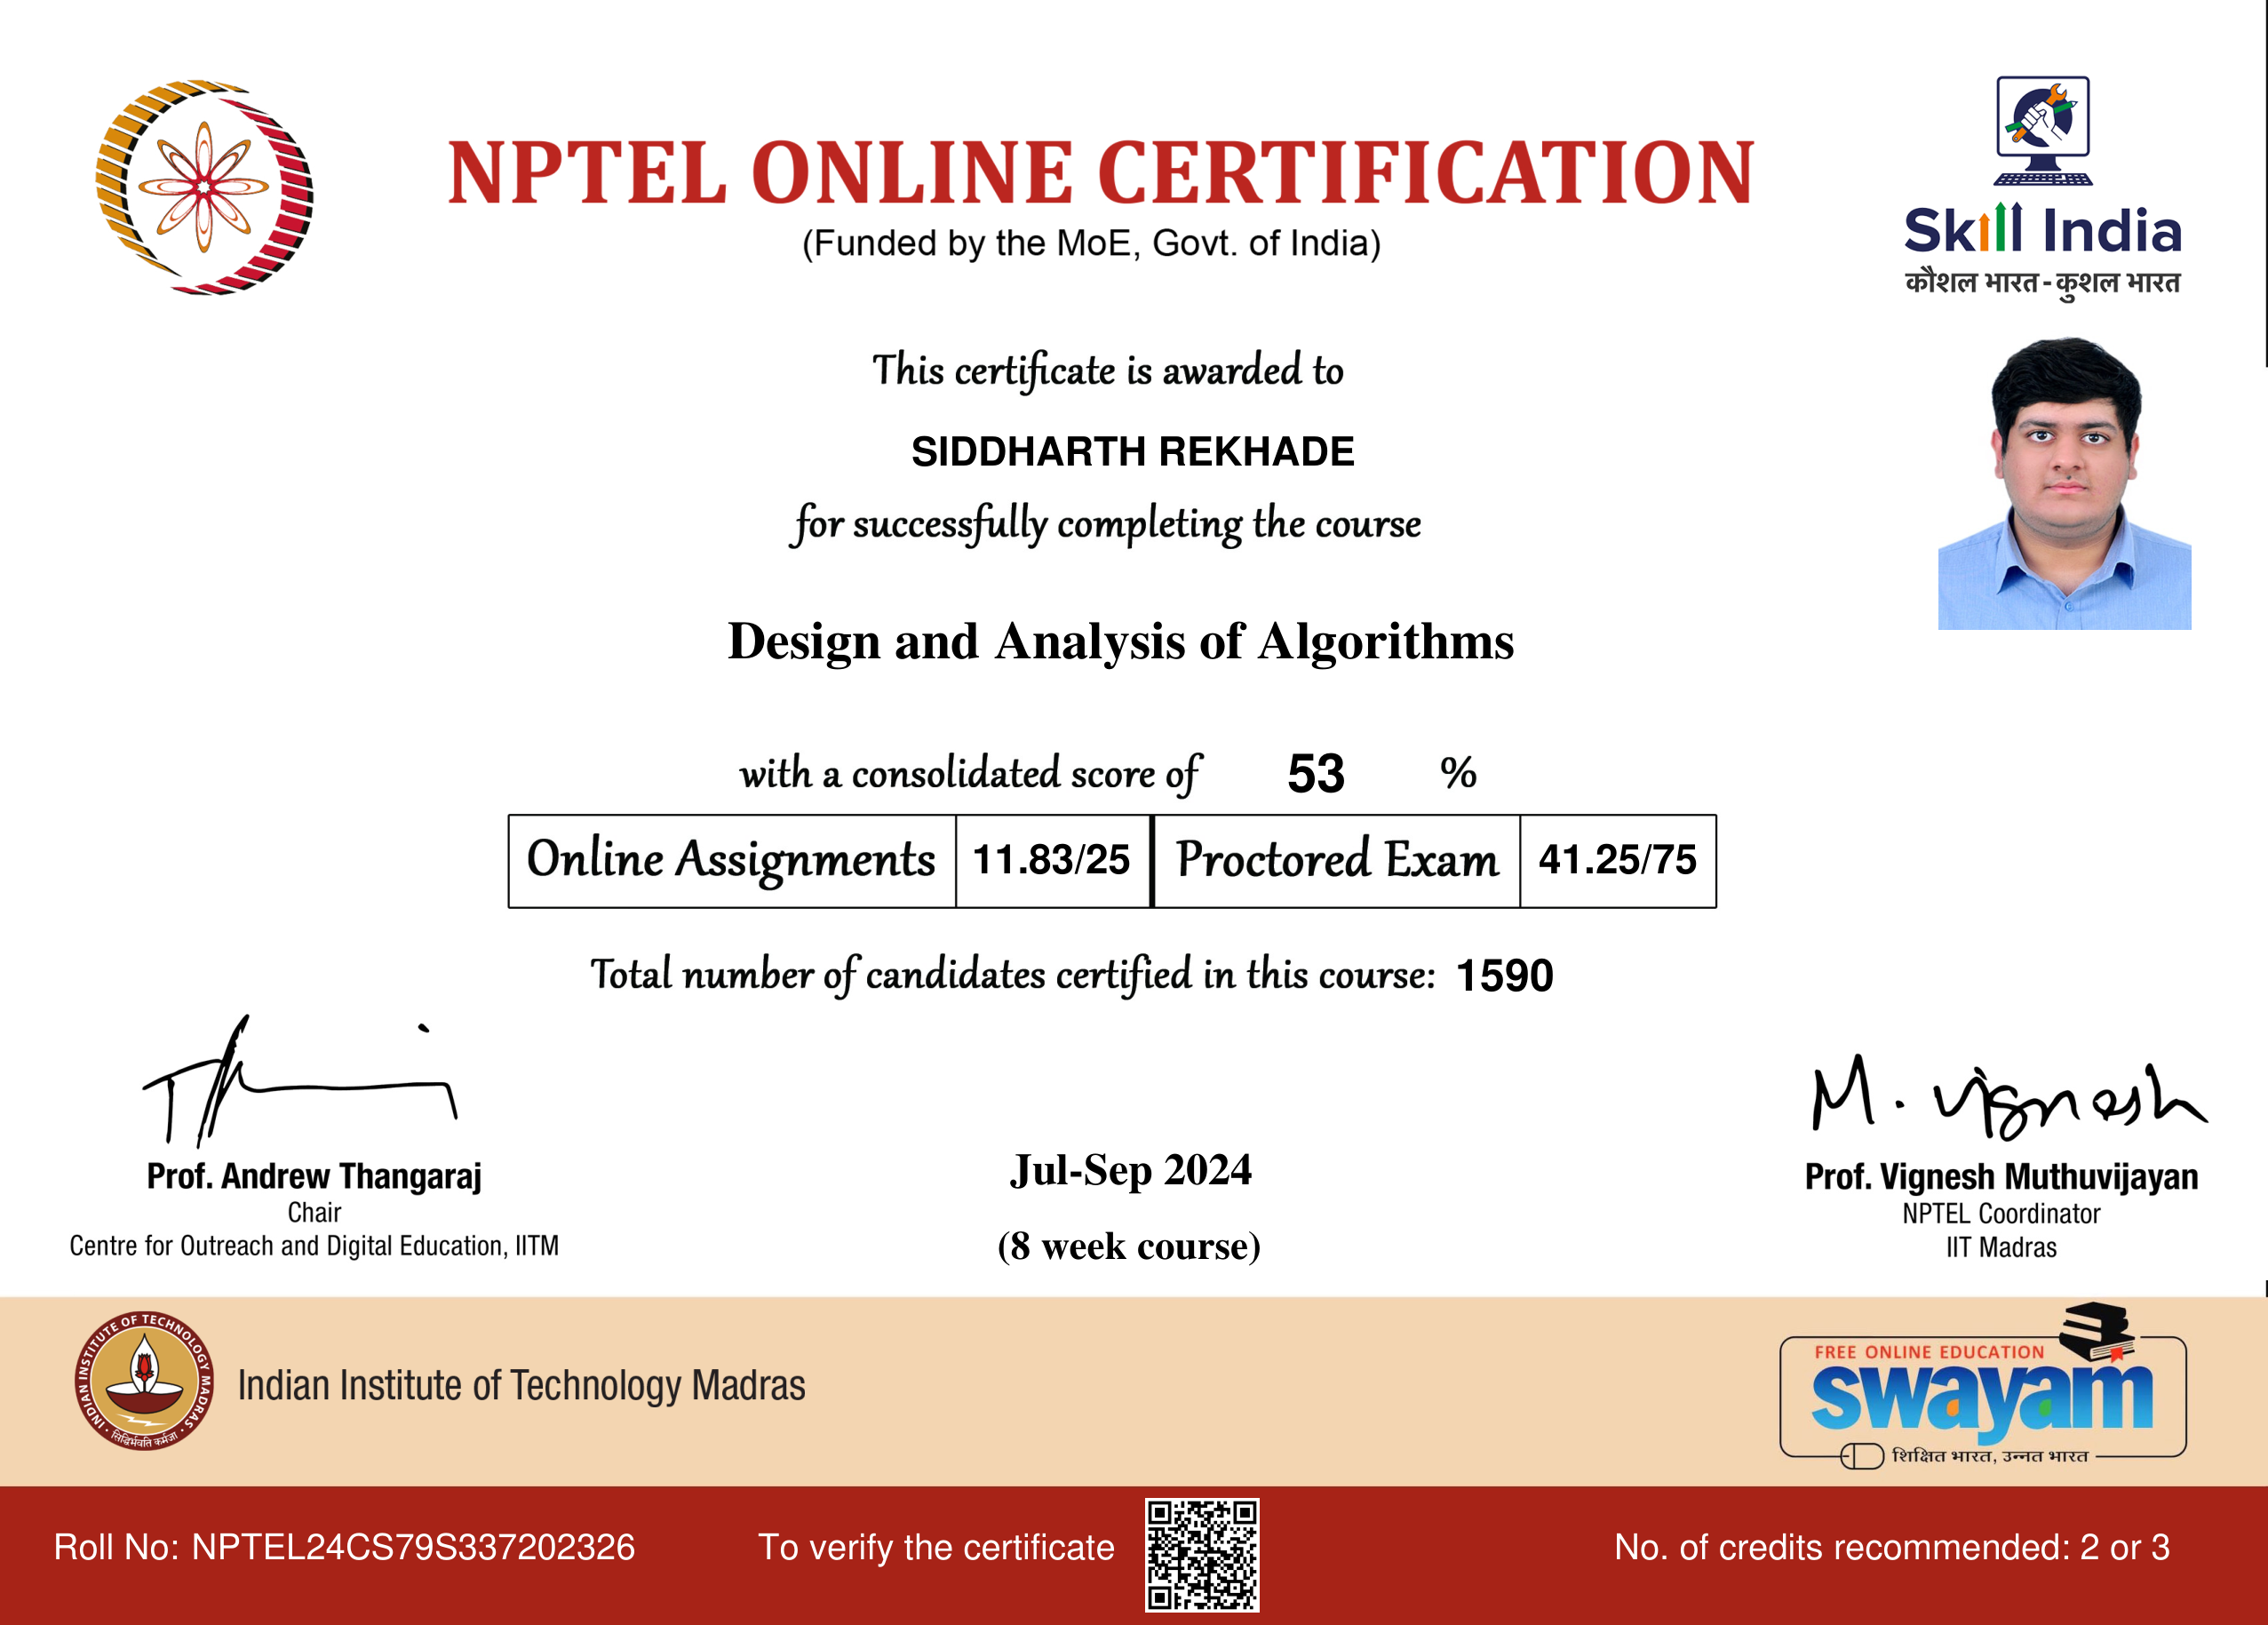 NPTEL ONLINE CERTIFICATION
(Funded by the MoE, Govt. of India)
Skill India
कौशल भारत - कुशल भारत
This certificate is awarded to
SIDDHARTH REKHADE
for successfully completing the course
Design and Analysis of Algorithms
with a consolidated score of 53 %
Online Assignments 11.83/25 Proctored Exam 41.25/75
Total number of candidates certified in this course: 1590
M. Vignesh
Prof. Andrew Thangaraj
Chair
Centre for Outreach and Digital Education, IITM
Jul-Sep 2024
(8 week course)
Prof. Vignesh Muthuvijayan
NPTEL Coordinator
IIT Madras
INDIAN INSTITUTE OF TECHNOLOGY MADRAS
सिद्धिर्भवति कर्मजा
Indian Institute of Technology Madras
FREE ONLINE EDUCATION
swayam
शिक्षित भारत, उन्नत भारत
Roll No: NPTEL24CS79S337202326
To verify the certificate
No. of credits recommended: 2 or 3